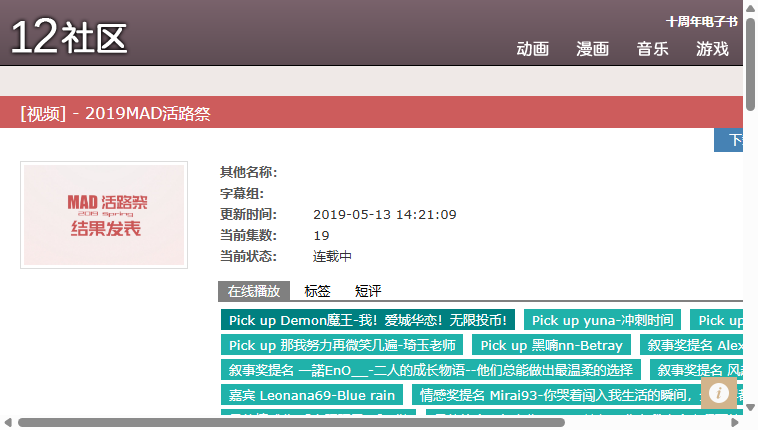 十周年电子书
12社区
动画 漫画 音乐 游戏
[视频] - 2019MAD活路祭
MAD 活路祭
2019 Spring
结果发表
其他名称:
字幕组:
更新时间: 2019-05-13 14:21:09
当前集数: 19
当前状态: 连载中
在线播放 标签 短评
Pick up Demon魔王-我！爱城华恋！无限投币！ Pick up yuna-冲刺时间 Pick up
Pick up 那我努力再微笑几遍-琦玉老师 Pick up 黑喃nn-Betray 叙事奖提名 Alex
叙事奖提名 一諾EnO__-二人的成长物语--他们总能做出最温柔的选择 叙事奖提名
嘉宾 Leonana69-Blue rain 情感奖提名 Mirai93-你哭着闯入我生活的瞬间，